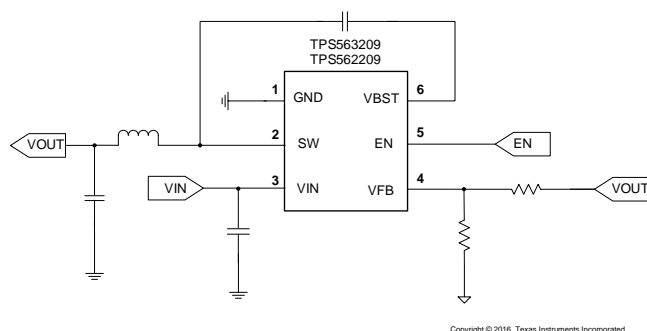 TPS563209
TPS562209
1 GND VBST 6
VOUT 2 SW EN 5 EN
VIN 3 VIN VFB 4 VOUT
Copyright © 2016, Texas Instruments Incorporated